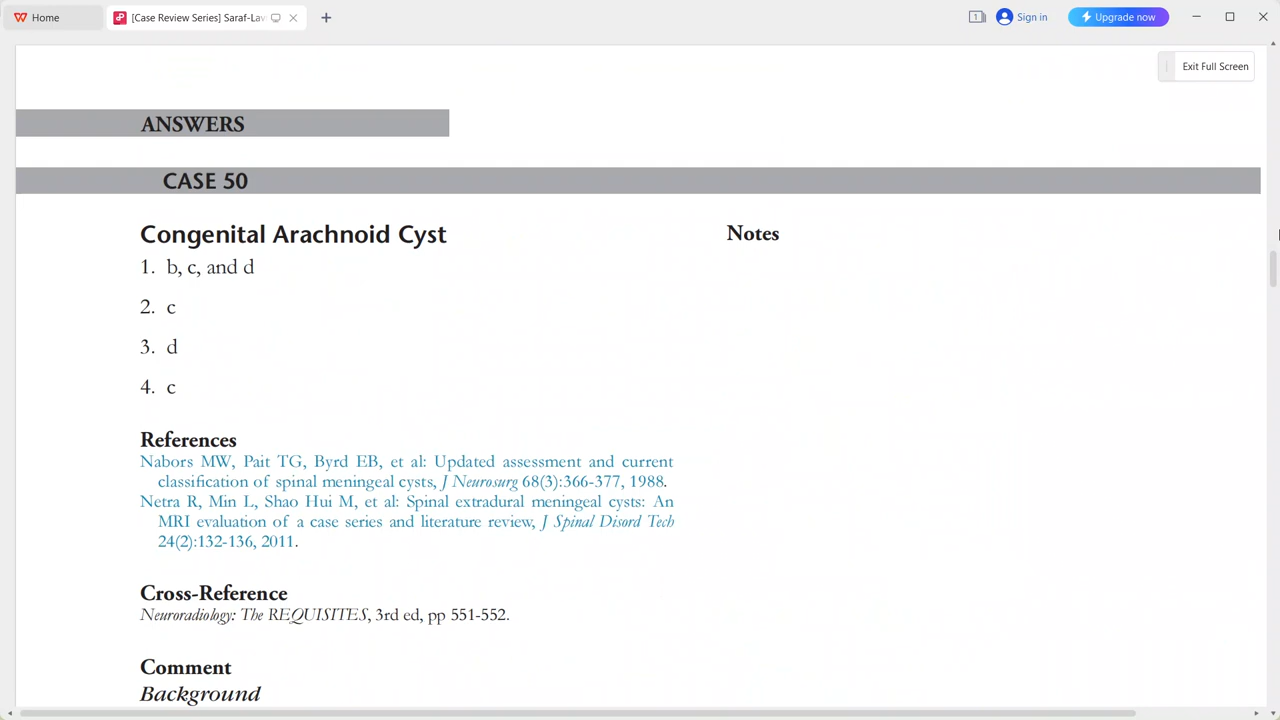 Home
[Case Review Series] Saraf-Lav
1
Sign in
Upgrade now
Exit Full Screen
ANSWERS
CASE 50
Congenital Arachnoid Cyst
1. b, c, and d
2. c
3. d
4. c
References
Nabors MW, Pait TG, Byrd EB, et al: Updated assessment and current
classification of spinal meningeal cysts, J Neurosurg 68(3):366-377, 1988.
Netra R, Min L, Shao Hui M, et al: Spinal extradural meningeal cysts: An
MRI evaluation of a case series and literature review, J Spinal Disord Tech
24(2):132-136, 2011.
Cross-Reference
Neuroradiology: The REQUISITES, 3rd ed, pp 551-552.
Comment
Background
Notes